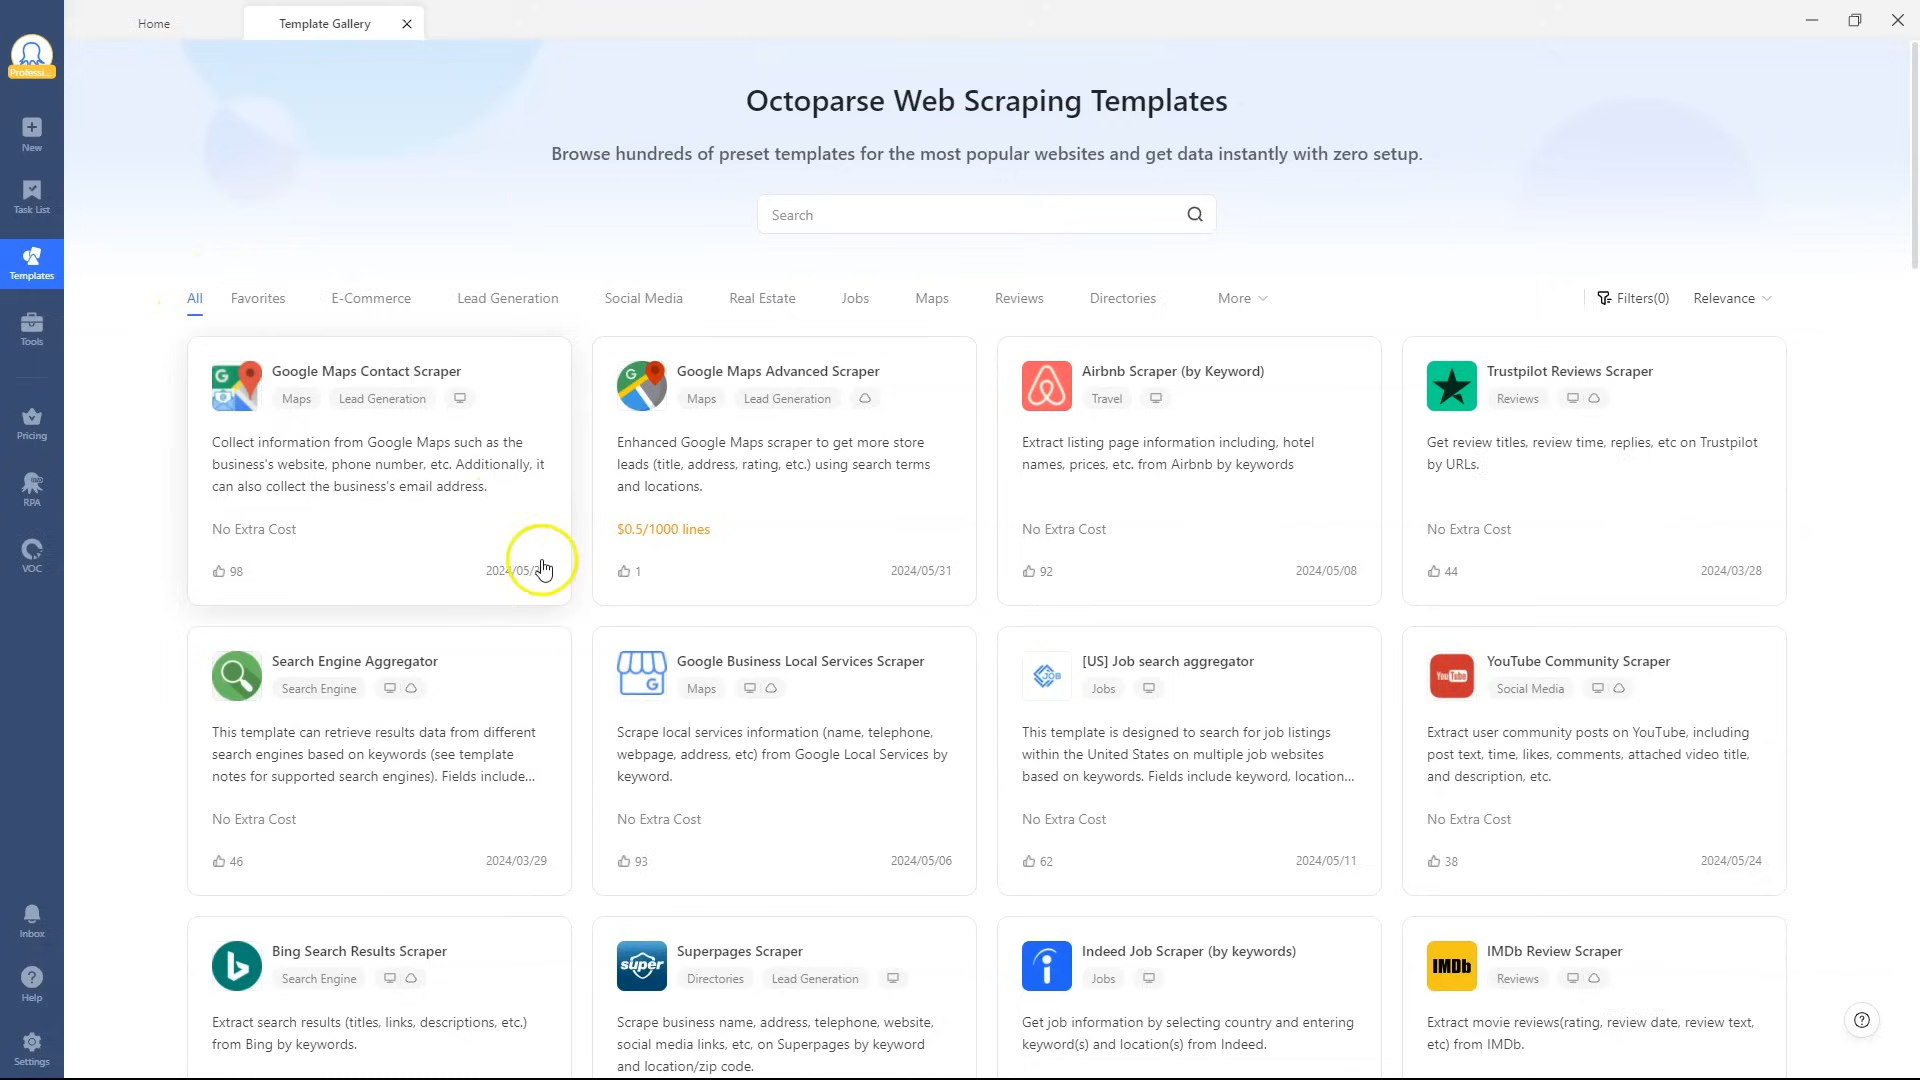 Home
Template Gallery
Professi...
New
Task List
Templates
Tools
Pricing
RPA
VOC
Inbox
Help
Settings
Octoparse Web Scraping Templates
Browse hundreds of preset templates for the most popular websites and get data instantly with zero setup.
Search
All Favorites E-Commerce Lead Generation Social Media Real Estate Jobs Maps Reviews Directories More Filters(0) Relevance
Google Maps Contact Scraper
Maps Lead Generation
Collect information from Google Maps such as the
business's website, phone number, etc. Additionally, it
can also collect the business's email address.
No Extra Cost
98
Google Maps Advanced Scraper
Maps Lead Generation
Enhanced Google Maps scraper to get more store
leads (title, address, rating, etc.) using search terms
and locations.
$0.5/1000 lines
1 2024/05/31
Airbnb Scraper (by Keyword)
Travel
Extract listing page information including, hotel
names, prices, etc. from Airbnb by keywords
No Extra Cost
92 2024/05/08
Trustpilot Reviews Scraper
Reviews
Get review titles, review time, replies, etc on Trustpilot
by URLs.
No Extra Cost
44 2024/03/28
Search Engine Aggregator
Search Engine
This template can retrieve results data from different
search engines based on keywords (see template
notes for supported search engines). Fields include...
No Extra Cost
46 2024/03/29
Google Business Local Services Scraper
Maps
Scrape local services information (name, telephone,
webpage, address, etc) from Google Local Services by
keyword.
No Extra Cost
93 2024/05/06
JOB
[US] Job search aggregator
Jobs
This template is designed to search for job listings
within the United States on multiple job websites
based on keywords. Fields include keyword, location...
No Extra Cost
62 2024/05/11
YouTube
YouTube Community Scraper
Social Media
Extract user community posts on YouTube, including
post text, time, likes, comments, attached video title,
and description, etc.
No Extra Cost
38 2024/05/24
Bing Search Results Scraper
Search Engine
Extract search results (titles, links, descriptions, etc.)
from Bing by keywords.
super
Superpages Scraper
Directories Lead Generation
Scrape business name, address, telephone, website,
social media links, etc, on Superpages by keyword
and location/zip code.
Indeed Job Scraper (by keywords)
Jobs
Get job information by selecting country and entering
keyword(s) and location(s) from Indeed.
IMDb
IMDb Review Scraper
Reviews
Extract movie reviews(rating, review date, review text,
etc) from IMDb.